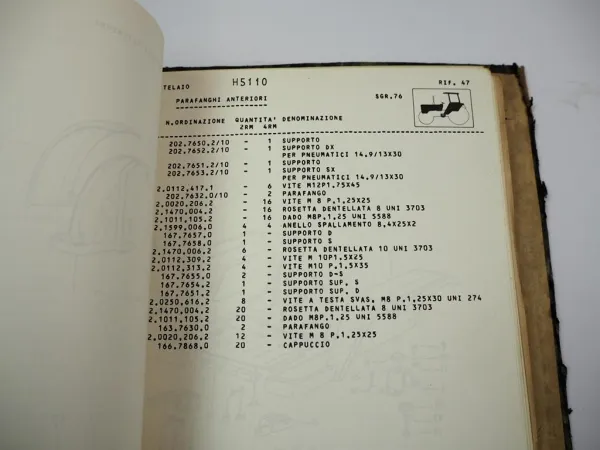 TELAIO H5110 RIF. 47
PARAFANGHI ANTERIORI SGR.76
N.ORDINAZIONE QUANTITA' DENOMINAZIONE
2RM 4RM
202.7650.2/10 - 1 SUPPORTO
202.7652.2/10 - 1 SUPPORTO DX
PER PNEUMATICI 14.9/13X30
202.7651.2/10 - 1 SUPPORTO
202.7653.2/10 - 1 SUPPORTO SX
PER PNEUMATICI 14.9/13X30
2.0112.417.1 - 6 VITE M12P1.75X45
202.7632.0/10 - 2 PARAFANGO
2.0020.206.2 - 16 VITE M 8 P.1.25X25
2.1470.004.2 - 16 ROSETTA DENTELLATA 8 UNI 3703
2.1011.105.2 - 16 DADO M8P.1.25 UNI 5588
2.1599.006.0 4 4 ANELLO SPALLAMENTO 8,4X25X2
167.7657.0 1 - SUPPORTO D
167.7658.0 1 - SUPPORTO S
2.1470.006.2 6 - ROSETTA DENTELLATA 10 UNI 3703
2.0112.309.2 4 - VITE M 10P1.5X25
2.0112.313.2 4 - VITE M10 P.1.5X35
167.7655.0 2 - SUPPORTO D-S
167.7654.2 1 - SUPPORTO SUP. S
167.7651.2 1 - SUPPORTO SUP. D
2.0250.616.2 8 - VITE A TESTA SVAS. M8 P.1.25X30 UNI 274
2.1470.004.2 20 - ROSETTA DENTELLATA 8 UNI 3703
2.1011.105.2 20 - DADO M8P.1.25 UNI 5588
163.7630.0 2 - PARAFANGO
2.0020.206.2 12 - VITE M 8 P.1.25X25
166.7868.0 20 - CAPPUCCIO